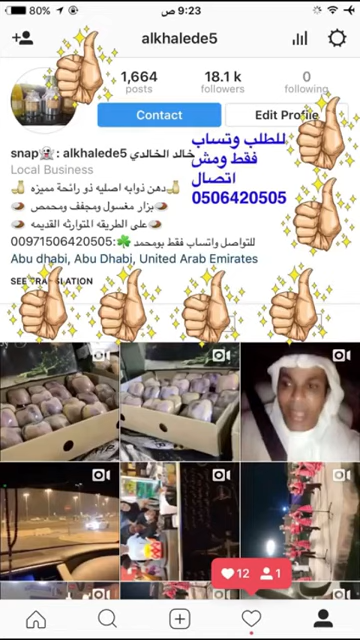 80%
9:23 ص
alkhalede5
1,664
18.1 k
0
posts
followers
following
Contact
Edit Profile
snap👻: alkhalede5 خالد الخالدي
Local Business
دهن ذوابه اصليه ذو رائحة مميزه
بزار مغسول ومجفف ومحمص
على الطريقه المتوارثه القديمه
للتواصل واتساب فقط بومحمد🍀:00971506420505
Abu dhabi, Abu Dhabi, United Arab Emirates
SEE TRANSLATION
للطلب وتساب
فقط ومش
اتصال
0506420505
12
1